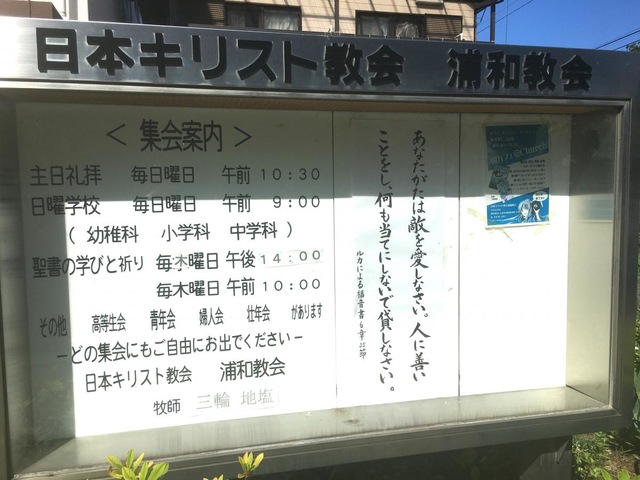 日本キリスト教会 浦和教会
＜ 集会案内 ＞
主日礼拝 毎日曜日 午前 10:30
日曜学校 毎日曜日 午前 9:00
( 幼稚科 小学科 中学科 )
聖書の学びと祈り 毎木曜日 午後 14:00
毎木曜日 午前 10:00
その他 高等生会 青年会 婦人会 壮年会 があります
－どの集会にもご自由にお出でください－
日本キリスト教会 浦和教会
牧師 三輪 地塩
あなたがたは敵を愛しなさい。人に善い
ことをし、何も当てにしないで貸しなさい。
ルカによる福音書6章35節